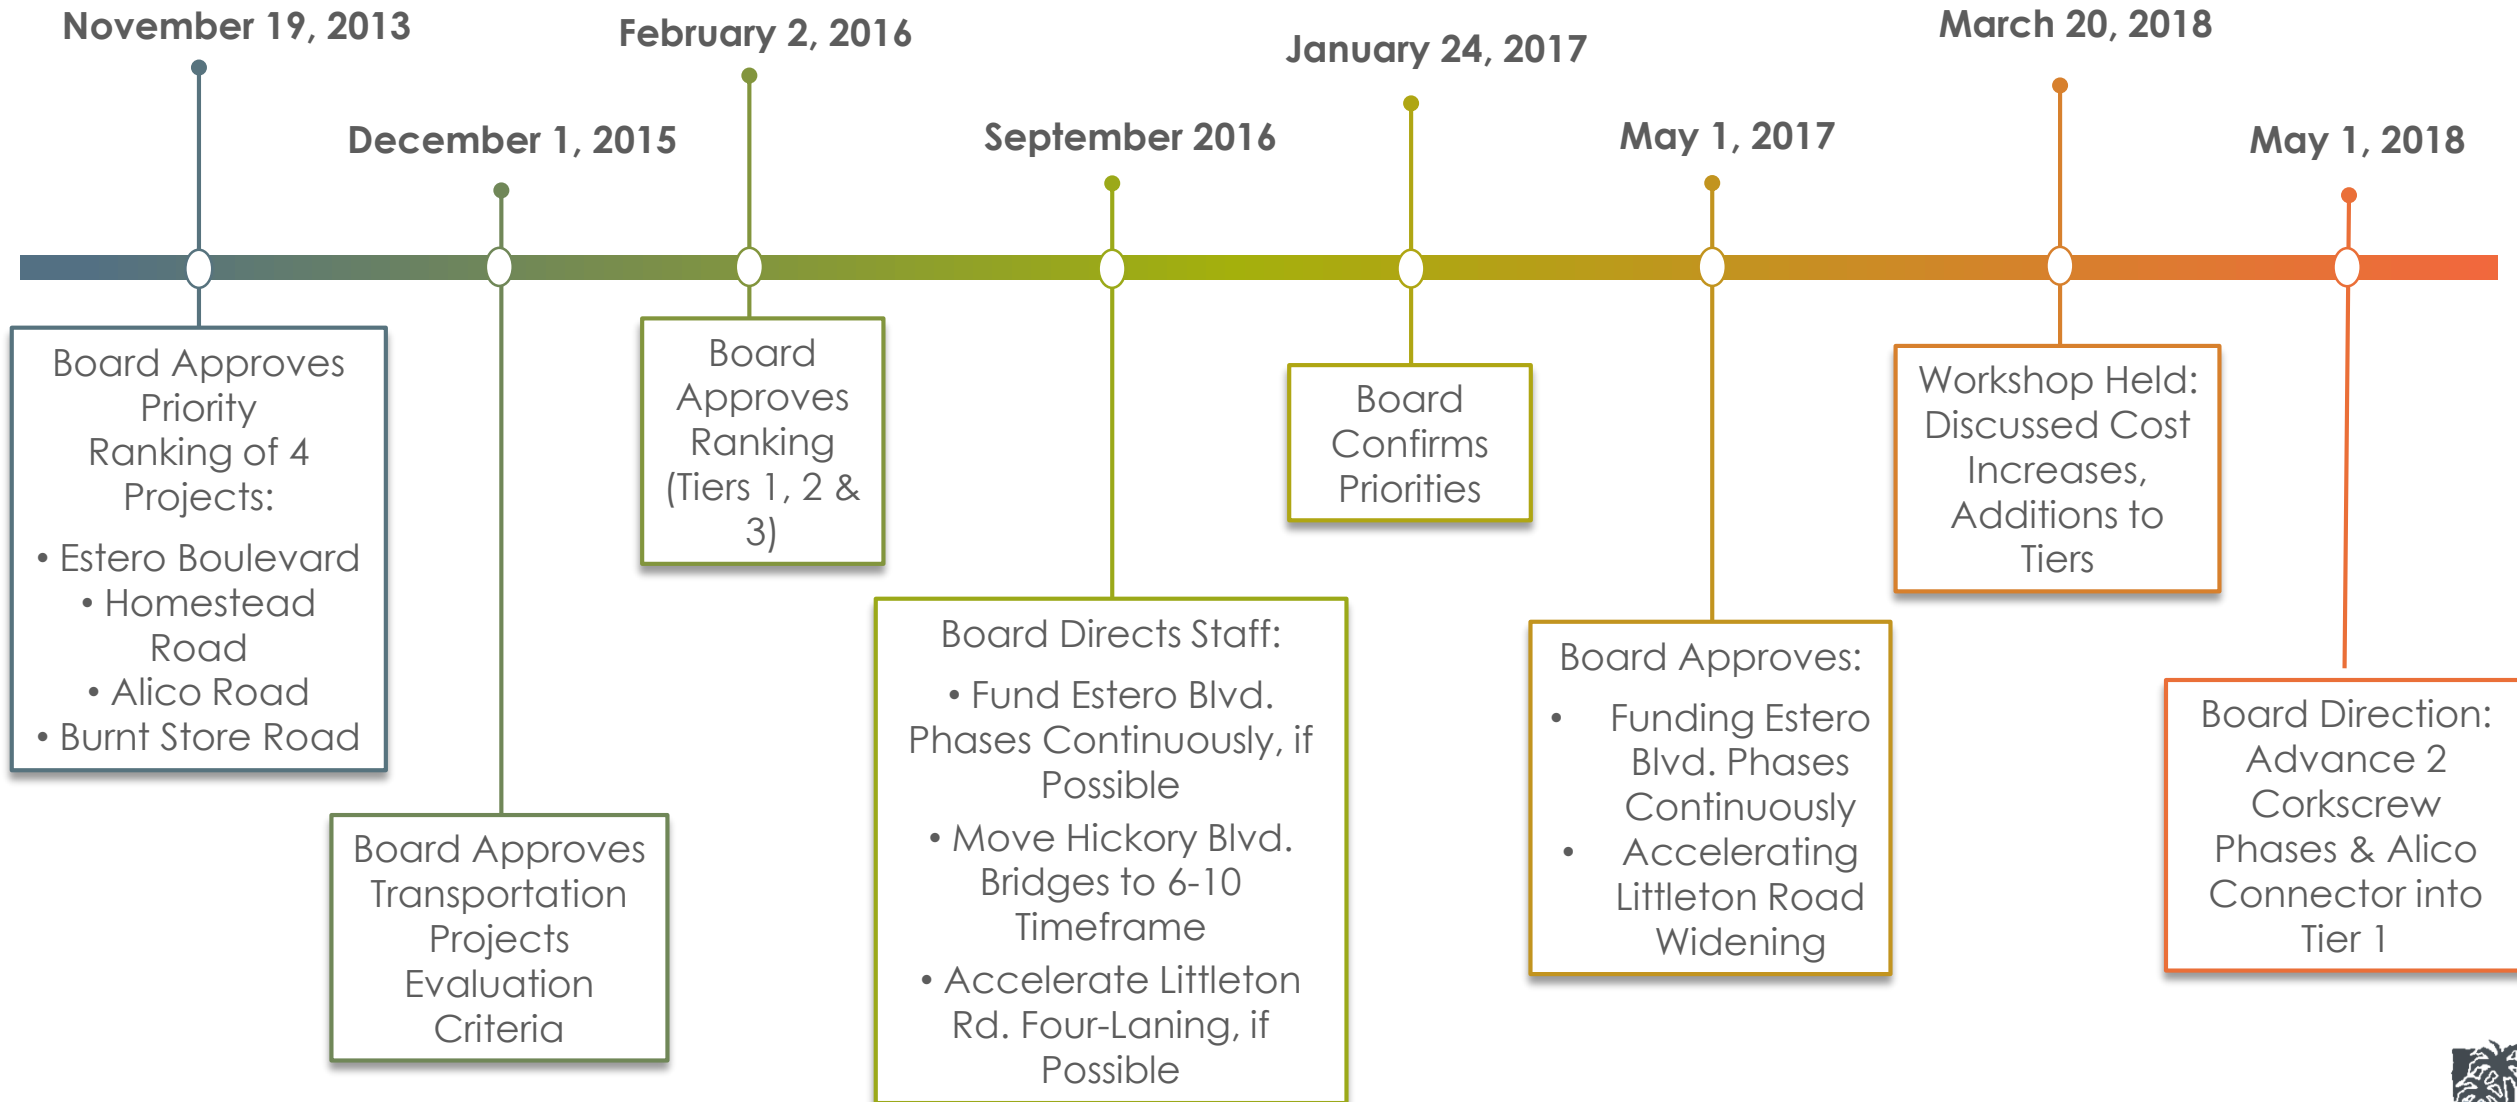 November 19, 2013
Board Approves
Priority
Ranking of 4
Projects:
• Estero Boulevard
• Homestead
Road
• Alico Road
• Burnt Store Road
December 1, 2015
Board Approves
Transportation
Projects
Evaluation
Criteria
February 2, 2016
Board
Approves
Ranking
(Tiers 1, 2 &
3)
September 2016
Board Directs Staff:
• Fund Estero Blvd.
Phases Continuously, if
Possible
• Move Hickory Blvd.
Bridges to 6-10
Timeframe
• Accelerate Littleton
Rd. Four-Laning, if
Possible
January 24, 2017
Board
Confirms
Priorities
May 1, 2017
Board Approves:
• Funding Estero
Blvd. Phases
Continuously
• Accelerating
Littleton Road
Widening
March 20, 2018
Workshop Held:
Discussed Cost
Increases,
Additions to
Tiers
May 1, 2018
Board Direction:
Advance 2
Corkscrew
Phases & Alico
Connector into
Tier 1